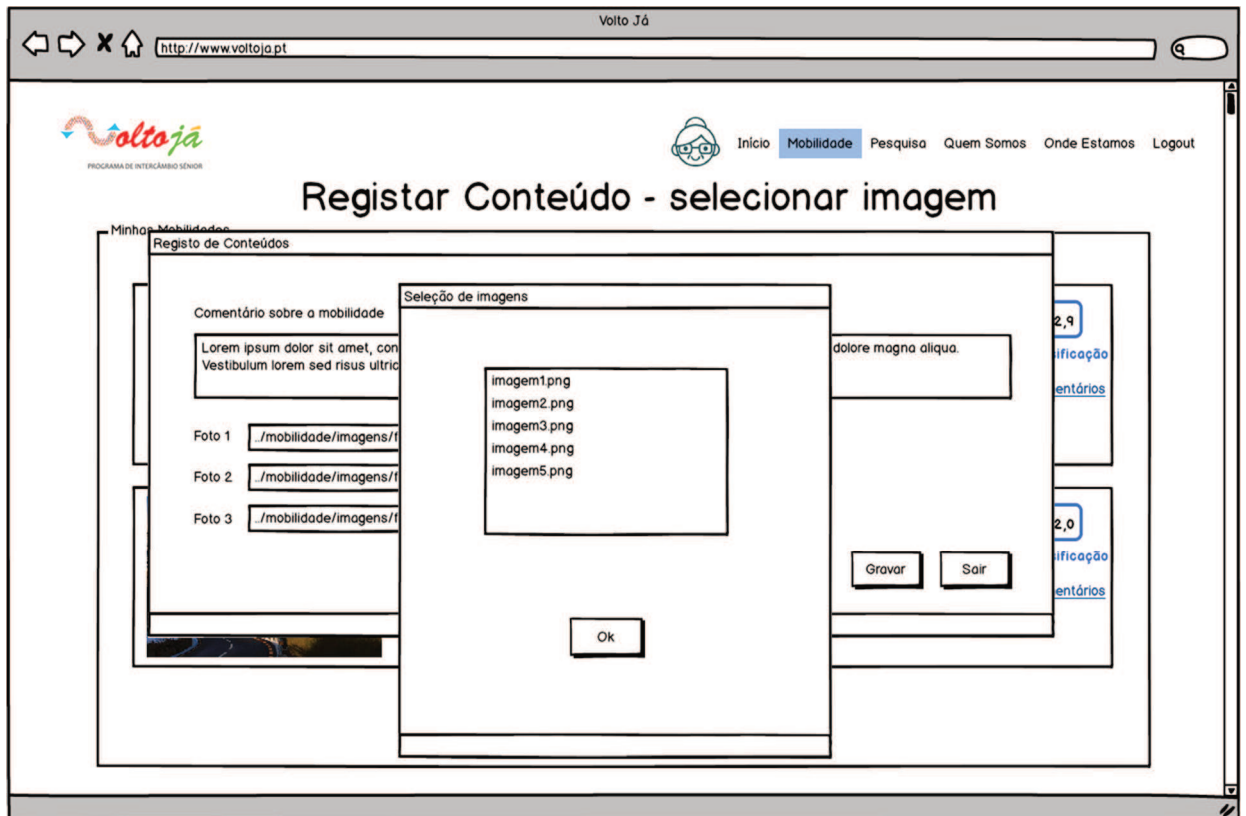 Volto Já
http://www.voltoja.pt
Voltojá
PROGRAMA DE INTERCÂMBIO SÉNIOR
Início Mobilidade Pesquisa Quem Somos Onde Estamos Logout
Registar Conteúdo - selecionar imagem
Minhas Mobilidades
Registo de Conteúdos
Seleção de imagens
Comentário sobre a mobilidade
Lorem ipsum dolor sit amet, con
dolore magna aliqua.
Vestibulum lorem sed risus ultric
2,9
sificação
entários
imagem1.png
imagem2.png
imagem3.png
imagem4.png
imagem5.png
Foto 1 ../mobilidade/imagens/f
Foto 2 ../mobilidade/imagens/f
Foto 3 ../mobilidade/imagens/f
2,0
sificação
entários
Gravar Sair
Ok